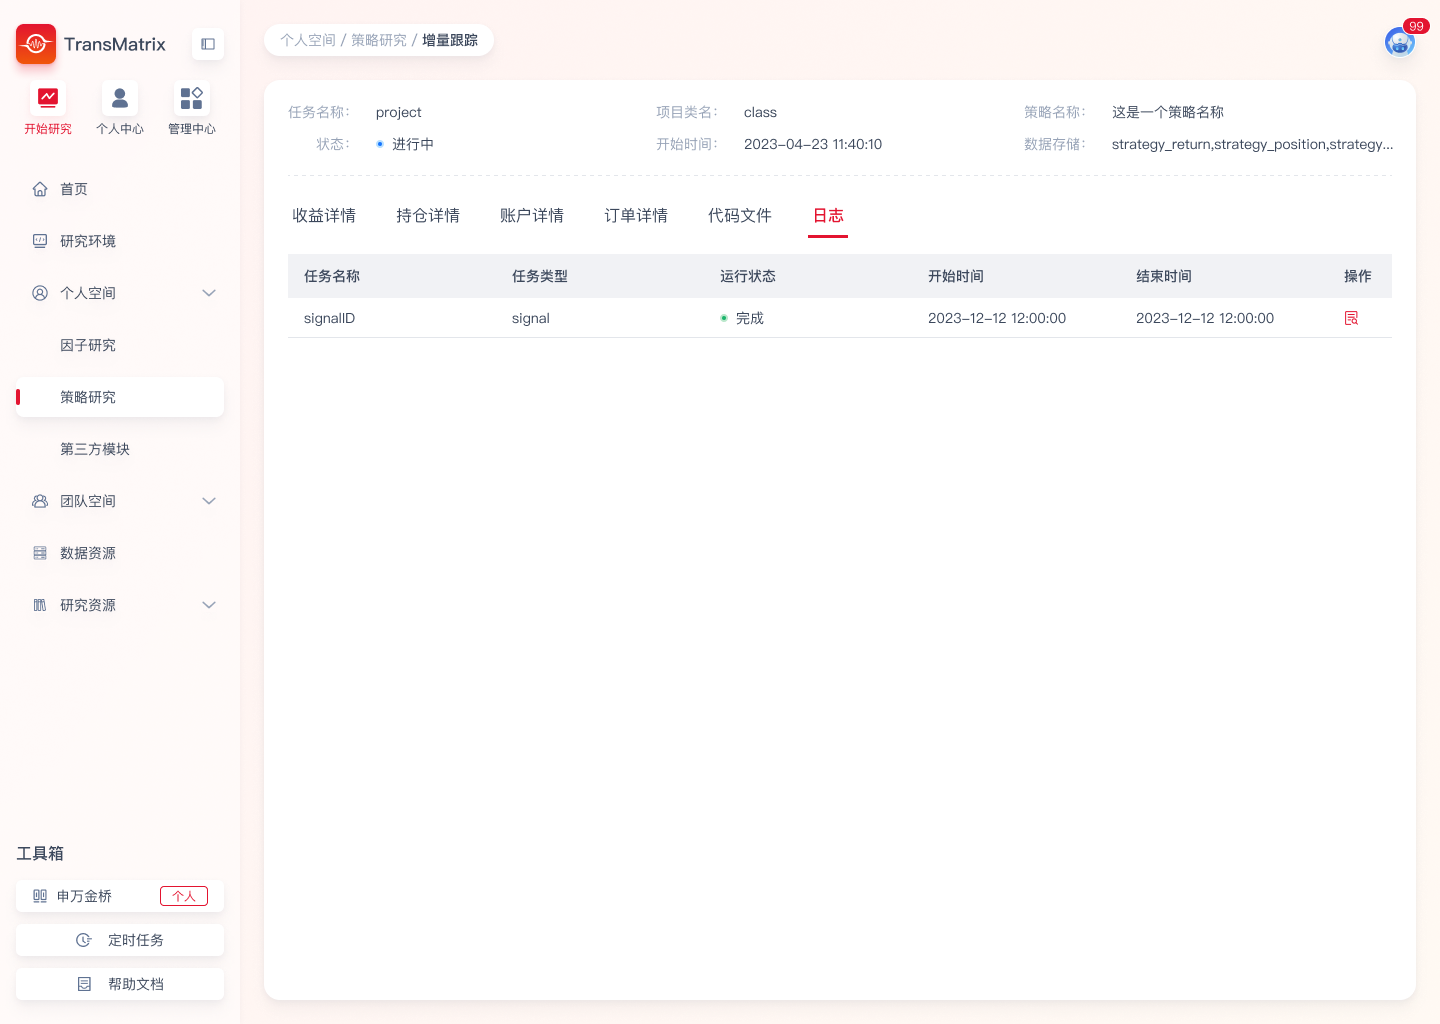 TransMatrix
开始研究
个人中心
管理中心
首页
研究环境
个人空间
因子研究
策略研究
第三方模块
团队空间
数据资源
研究资源
工具箱
申万金桥
个人
定时任务
帮助文档
个人空间 / 策略研究 / 增量跟踪
99
任务名称： project
项目类名： class
策略名称： 这是一个策略名称
状态： 进行中
开始时间： 2023-04-23 11:40:10
数据存储： strategy_return,strategy_position,strategy...
收益详情 持仓详情 账户详情 订单详情 代码文件 日志
任务名称 任务类型 运行状态 开始时间 结束时间 操作
signalID signal 完成 2023-12-12 12:00:00 2023-12-12 12:00:00